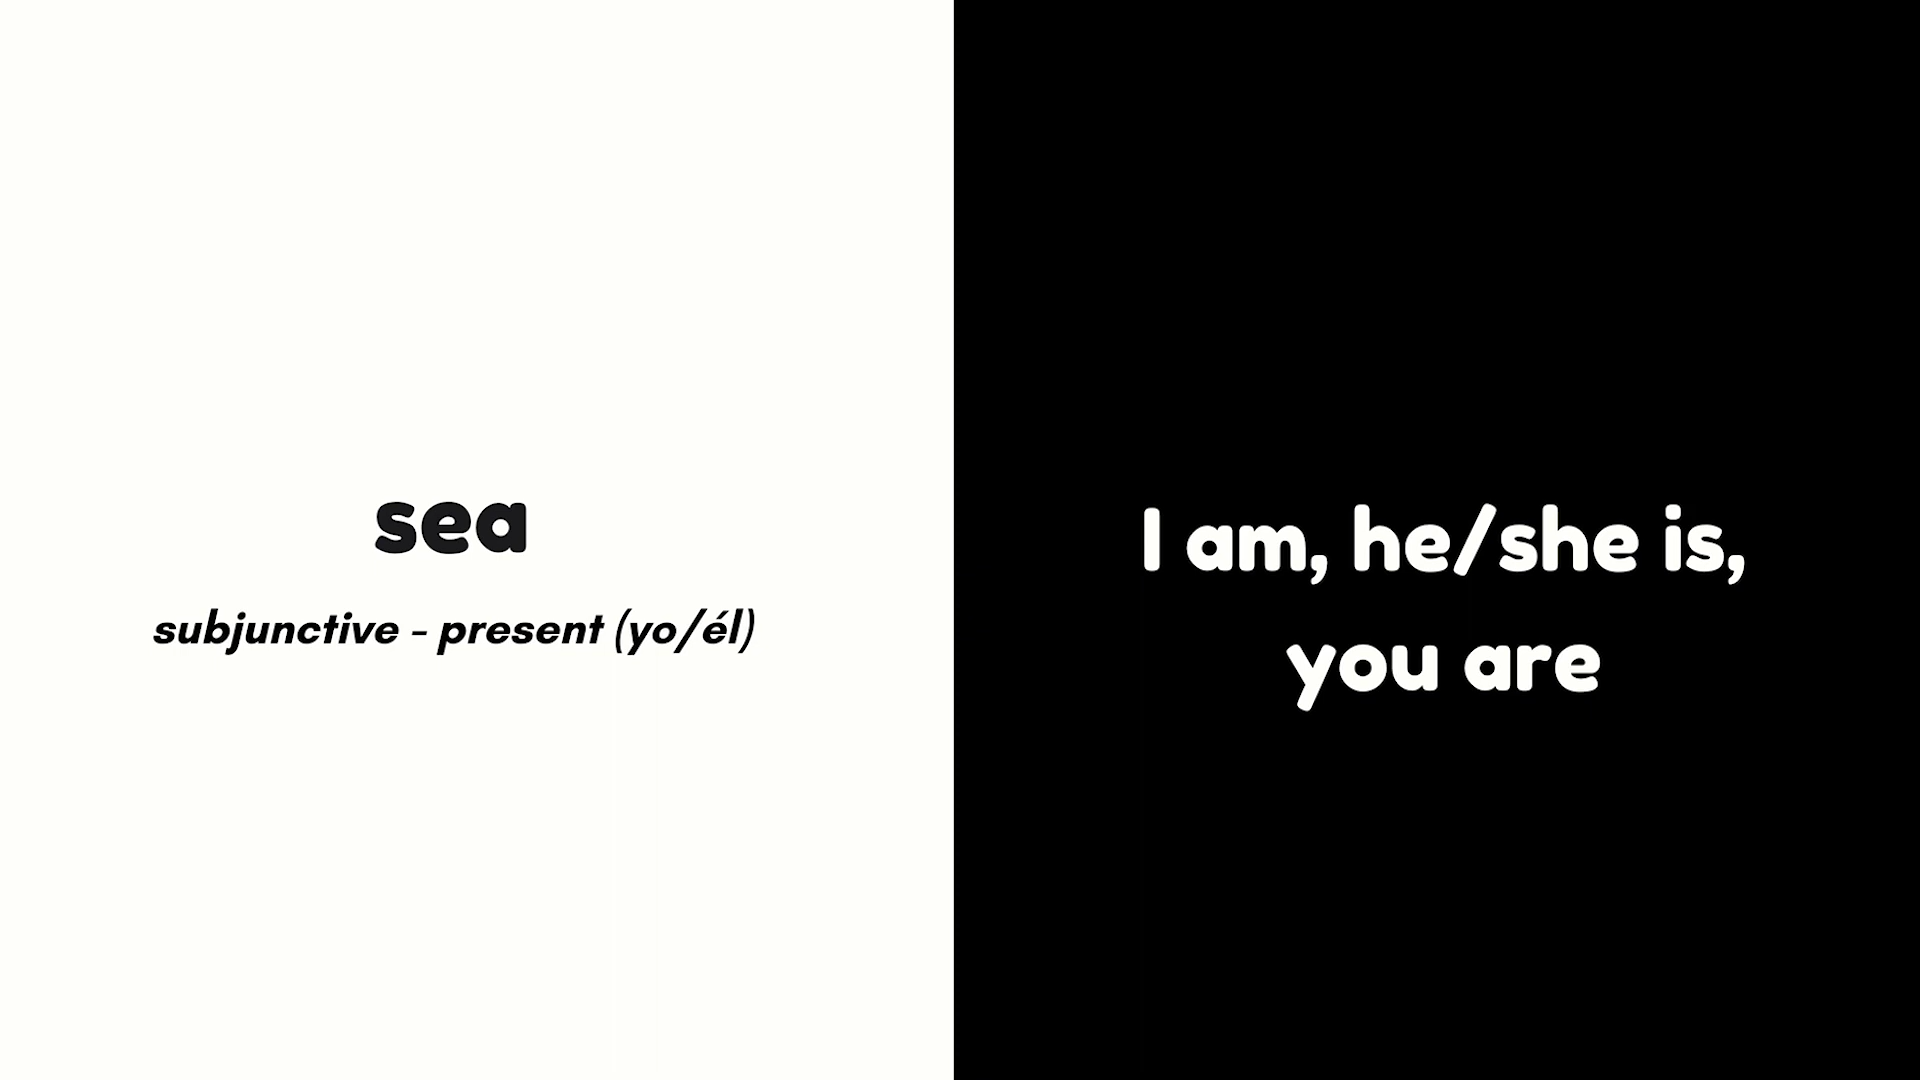 sea
subjunctive - present (yo/él)
I am, he/she is,
you are